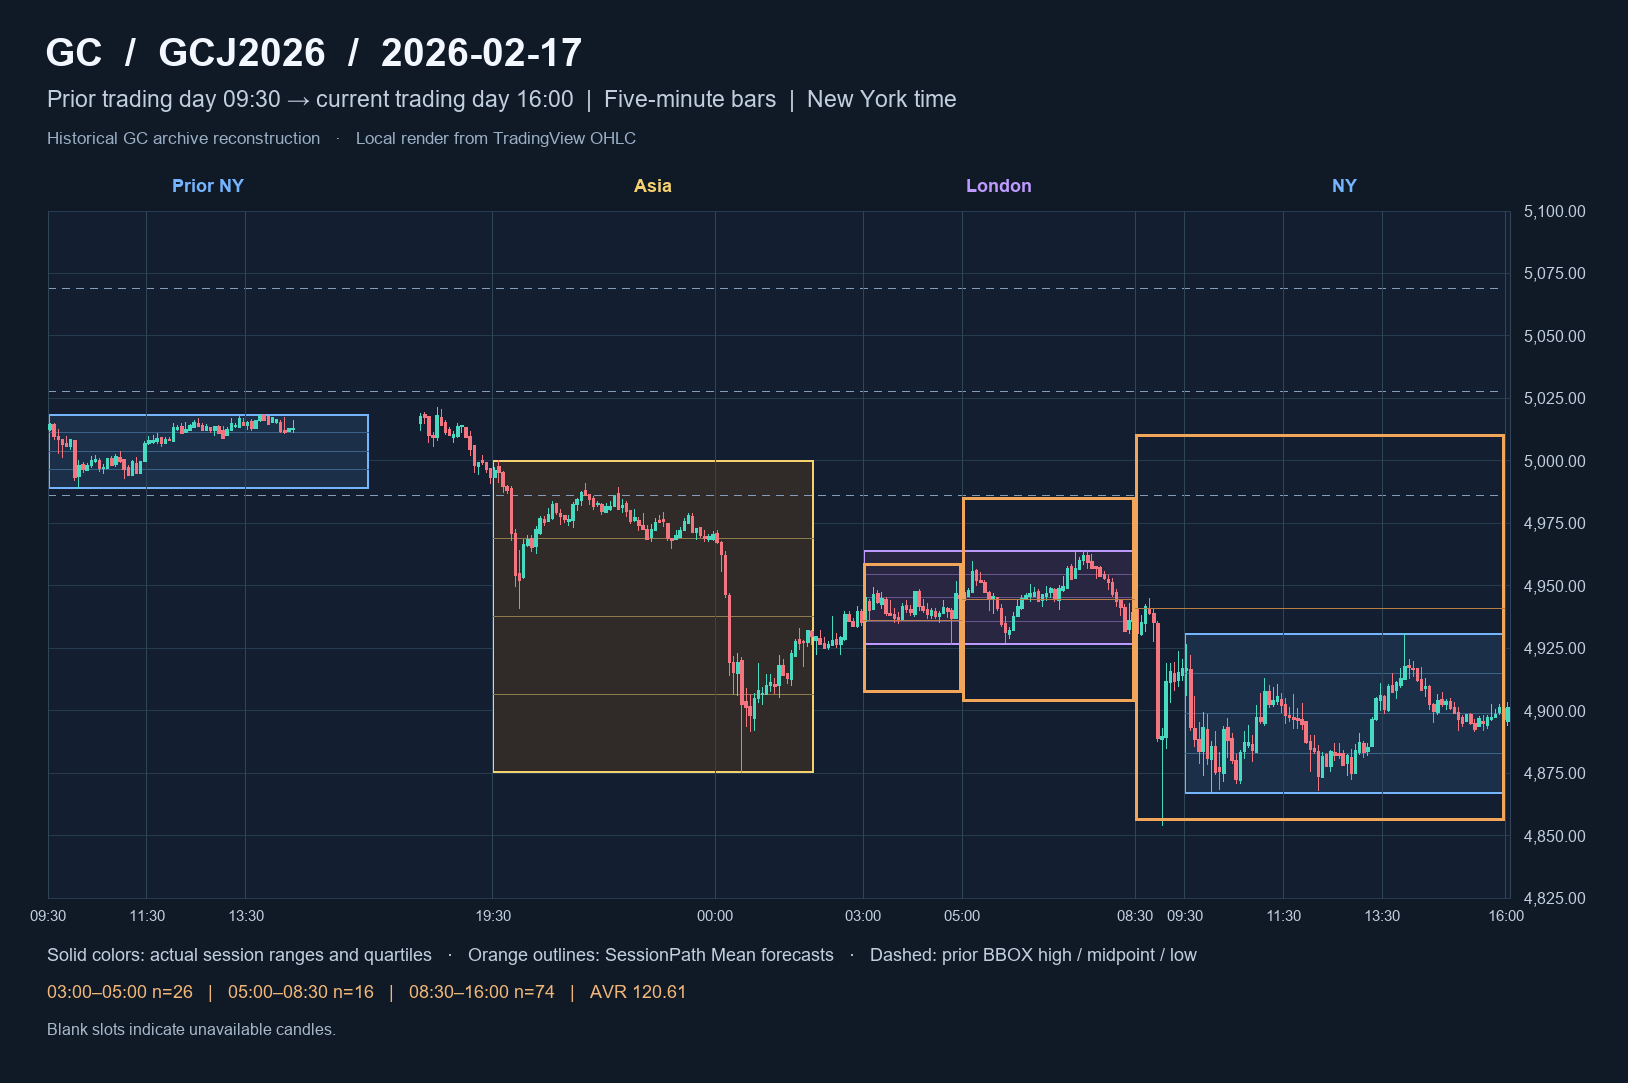 GC / GCJ2026 / 2026-02-17
Prior trading day 09:30 → current trading day 16:00 | Five-minute bars | New York time
Historical GC archive reconstruction · Local render from TradingView OHLC
Prior NY Asia London NY
5,100.00
5,075.00
5,050.00
5,025.00
5,000.00
4,975.00
4,950.00
4,925.00
4,900.00
4,875.00
4,850.00
4,825.00
09:30 11:30 13:30 19:30 00:00 03:00 05:00 08:30 09:30 11:30 13:30 16:00
Solid colors: actual session ranges and quartiles · Orange outlines: SessionPath Mean forecasts · Dashed: prior BBOX high / midpoint / low
03:00–05:00 n=26 | 05:00–08:30 n=16 | 08:30–16:00 n=74 | AVR 120.61
Blank slots indicate unavailable candles.